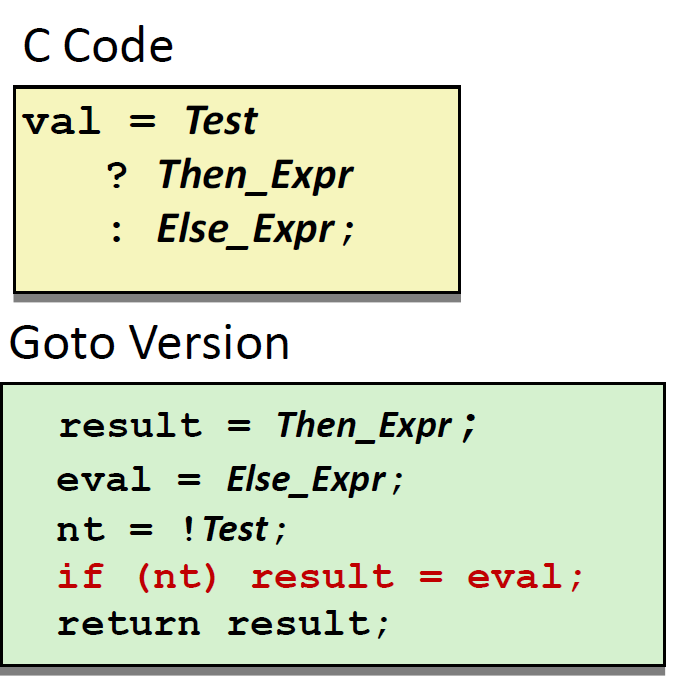 C Code
val = Test
? Then_Expr
: Else_Expr;
Goto Version
result = Then_Expr;
eval = Else_Expr;
nt = !Test;
if (nt) result = eval;
return result;